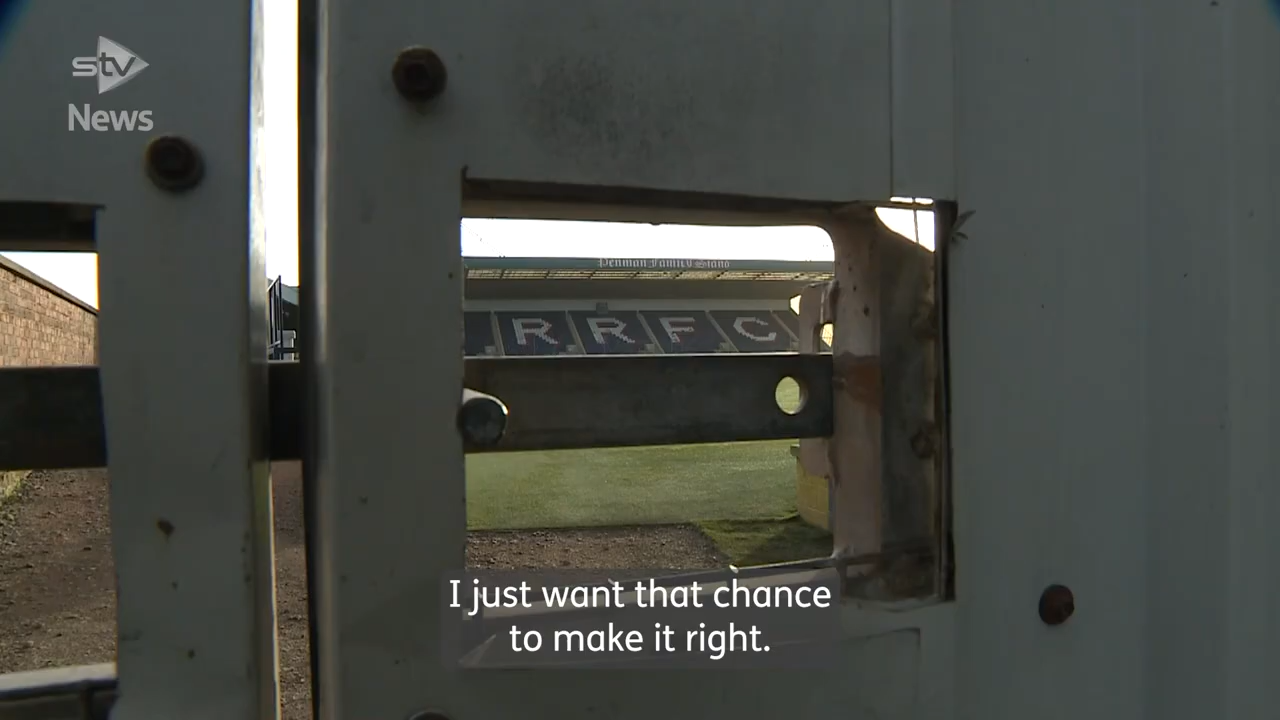 stv
News
Penman Family Stand
RRFC
I just want that chance
to make it right.